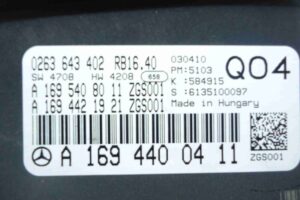 0263 643 402 RB16.40 030410
SW 4708 HW 4208 658 PM:5103 Q04
K :584915
A 169 540 80 11 ZGS001 S :6135100097
A 169 442 19 21 ZGS001 Made in Hungary
A 169 440 04 11 ZGS001